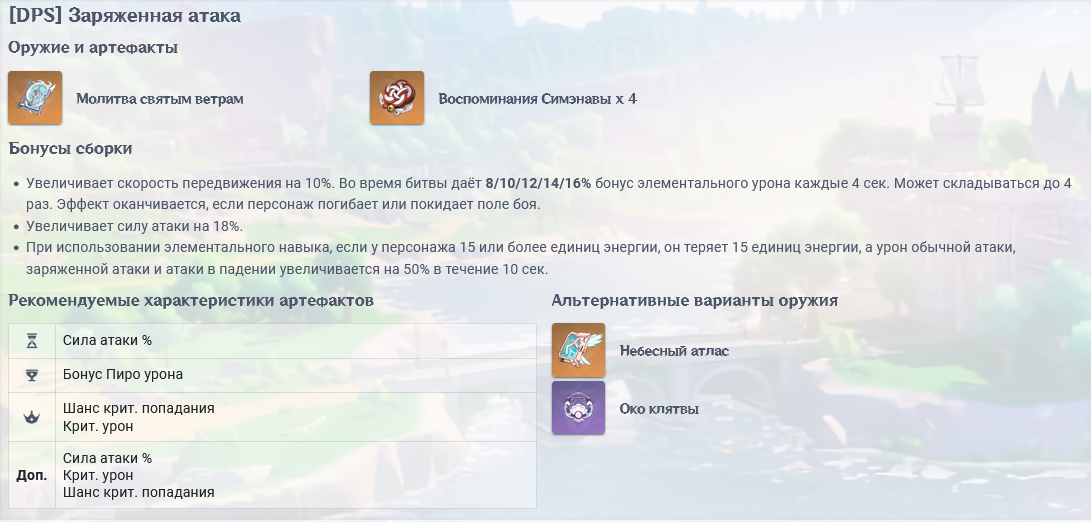 [DPS] Заряженная атака
Оружие и артефакты
Молитва святым ветрам
Воспоминания Симэнавы x 4
Бонусы сборки
• Увеличивает скорость передвижения на 10%. Во время битвы даёт 8/10/12/14/16% бонус элементального урона каждые 4 сек. Может складываться до 4
раз. Эффект оканчивается, если персонаж погибает или покидает поле боя.
• Увеличивает силу атаки на 18%.
• При использовании элементального навыка, если у персонажа 15 или более единиц энергии, он теряет 15 единиц энергии, а урон обычной атаки,
заряженной атаки и атаки в падении увеличивается на 50% в течение 10 сек.
Рекомендуемые характеристики артефактов
Сила атаки %
Бонус Пиро урона
Шанс крит. попадания
Крит. урон
Доп.
Сила атаки %
Крит. урон
Шанс крит. попадания
Альтернативные варианты оружия
Небесный атлас
Око клятвы